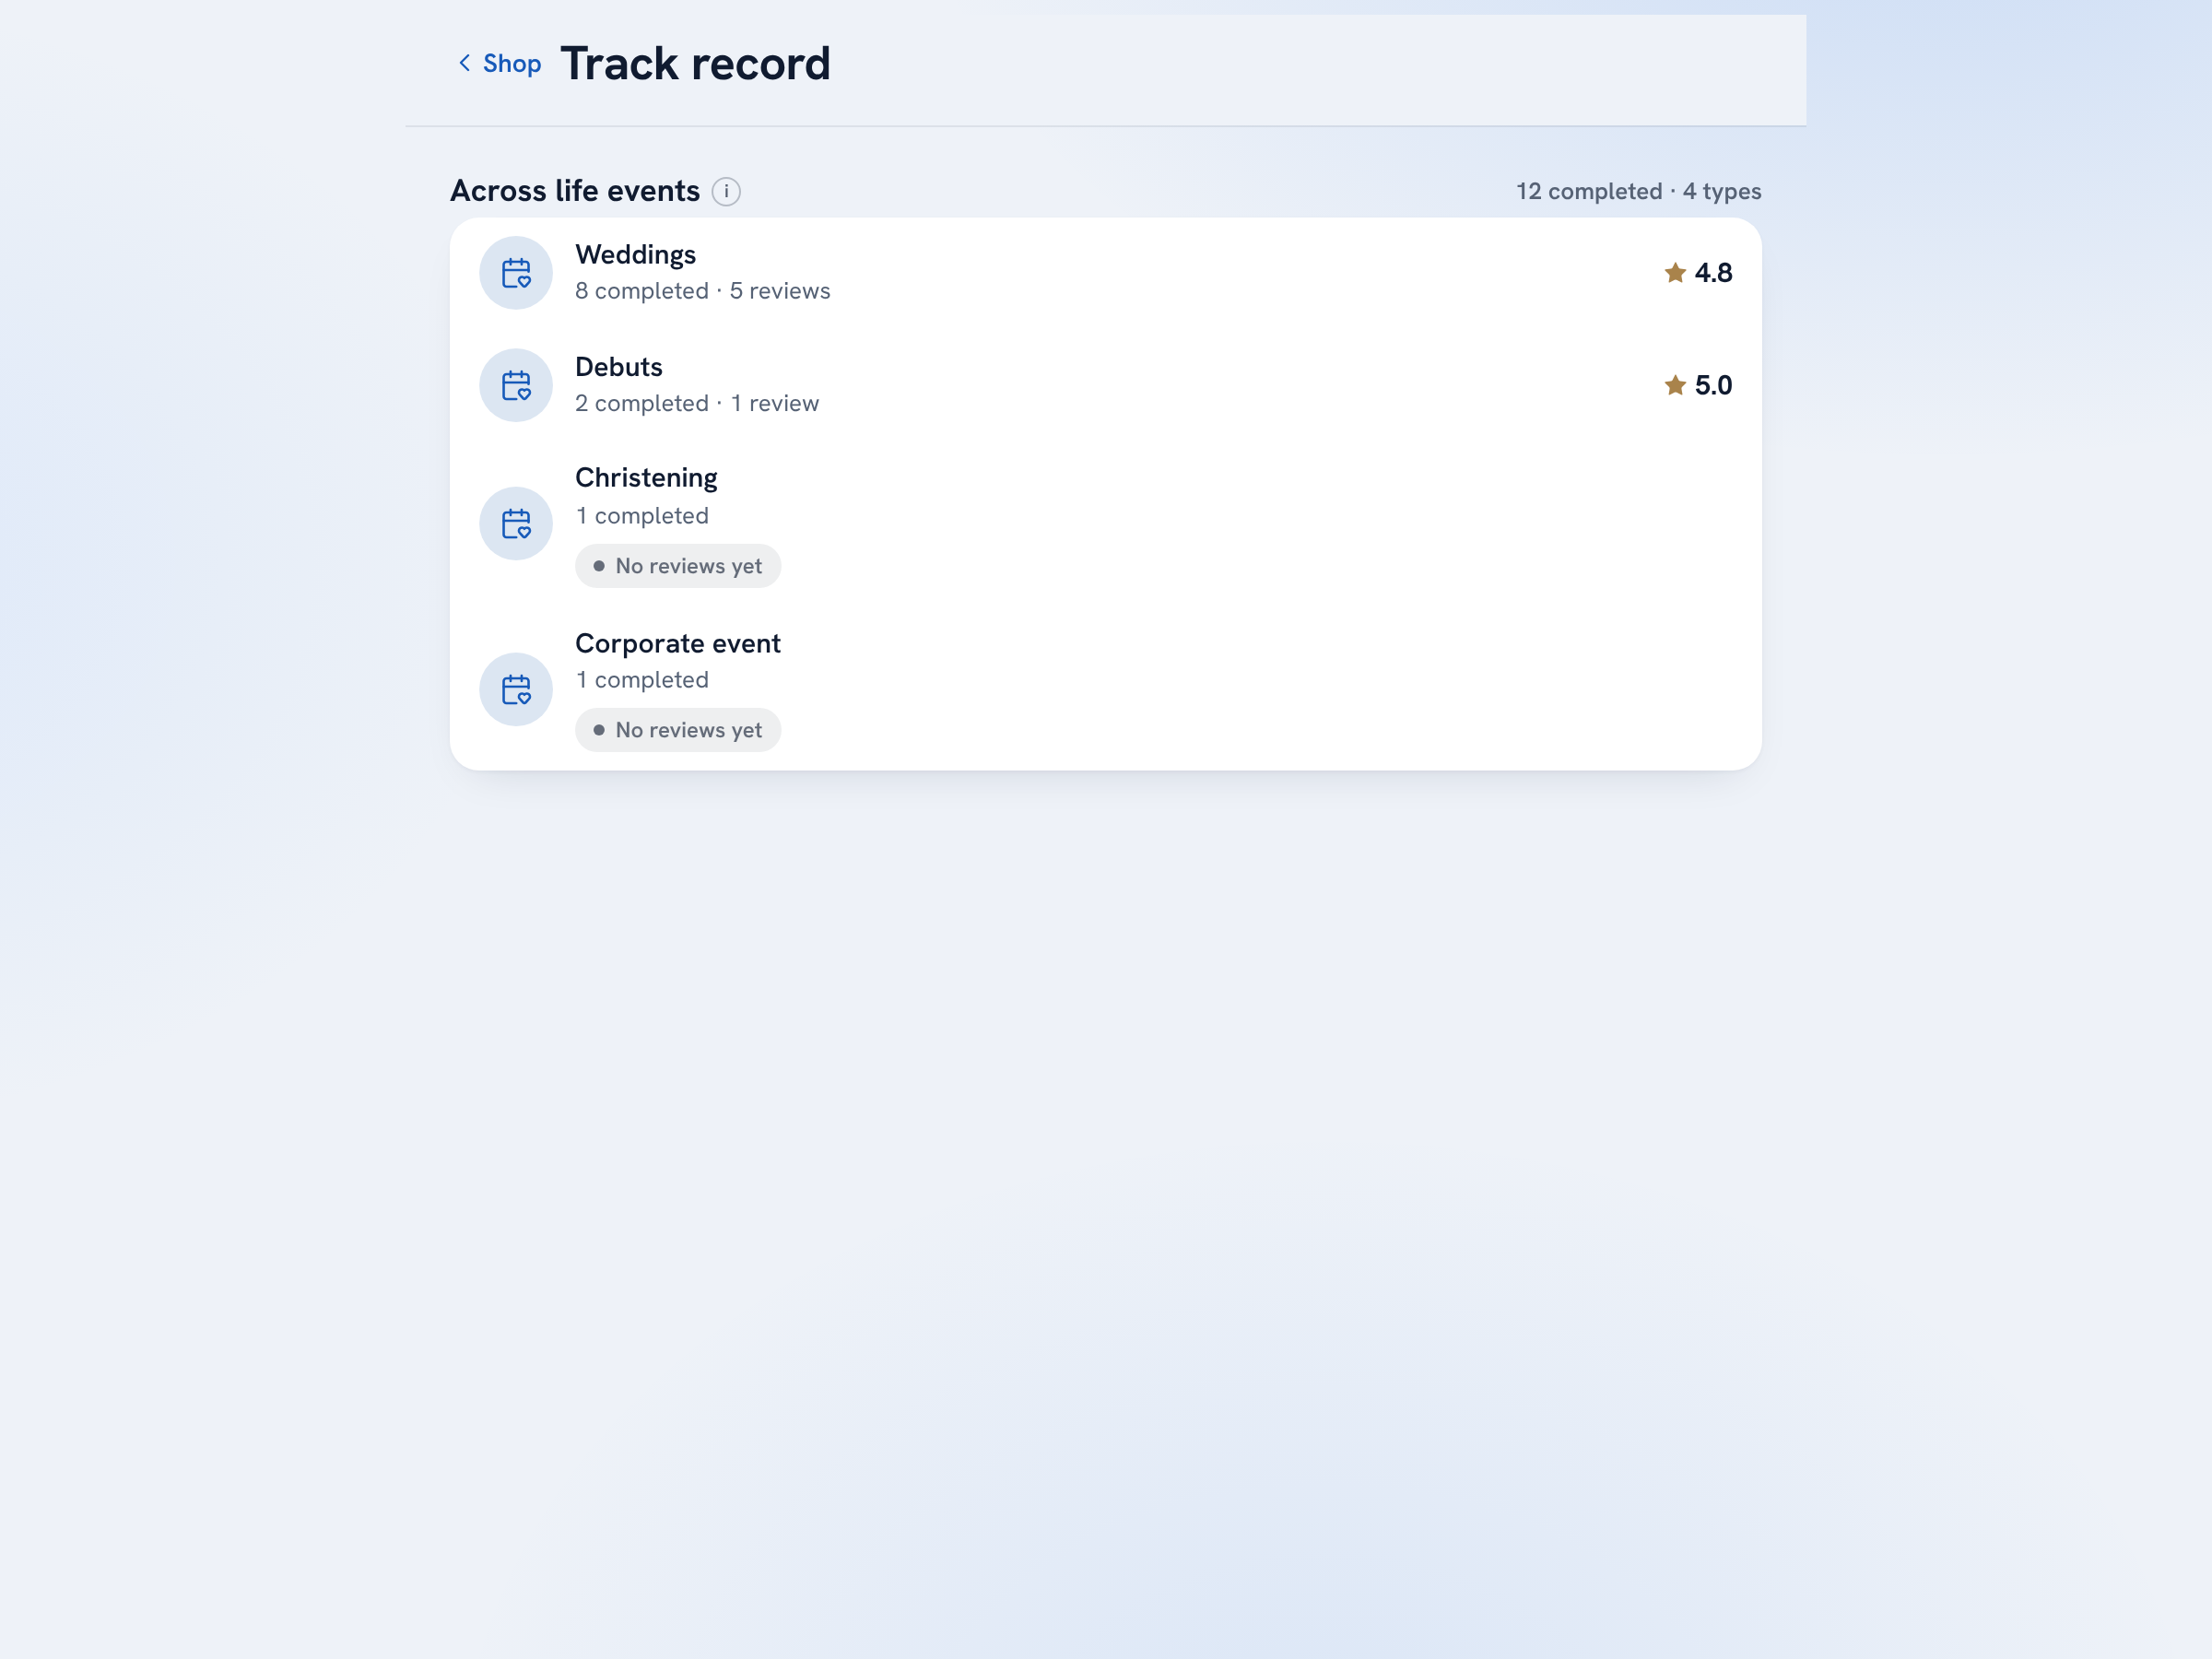 Shop Track record
Across life events i 12 completed · 4 types
Weddings
8 completed · 5 reviews
4.8
Debuts
2 completed · 1 review
5.0
Christening
1 completed
No reviews yet
Corporate event
1 completed
No reviews yet